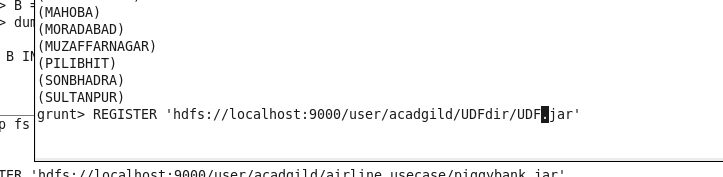 > B =
> dum
B IN
p fs
(MAHOBA)
(MORADABAD)
(MUZAFFARNAGAR)
(PILIBHIT)
(SONBHADRA)
(SULTANPUR)
grunt> REGISTER 'hdfs://localhost:9000/user/acadgild/UDFdir/UDF.jar'
TER 'hdfs://localhost:9000/user/acadgild/airline_usecase/piggybank.jar'